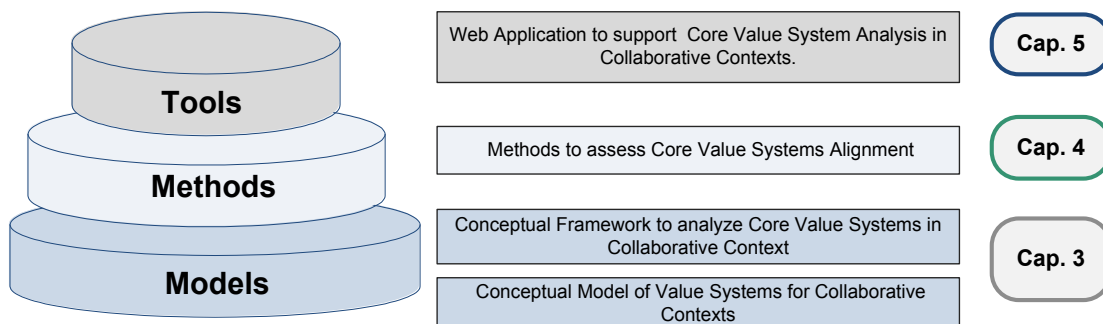 Tools
Web Application to support Core Value System Analysis in
Collaborative Contexts.
Cap. 5
Methods
Methods to assess Core Value Systems Alignment
Cap. 4
Models
Conceptual Framework to analyze Core Value Systems in
Collaborative Context
Conceptual Model of Value Systems for Collaborative
Contexts
Cap. 3